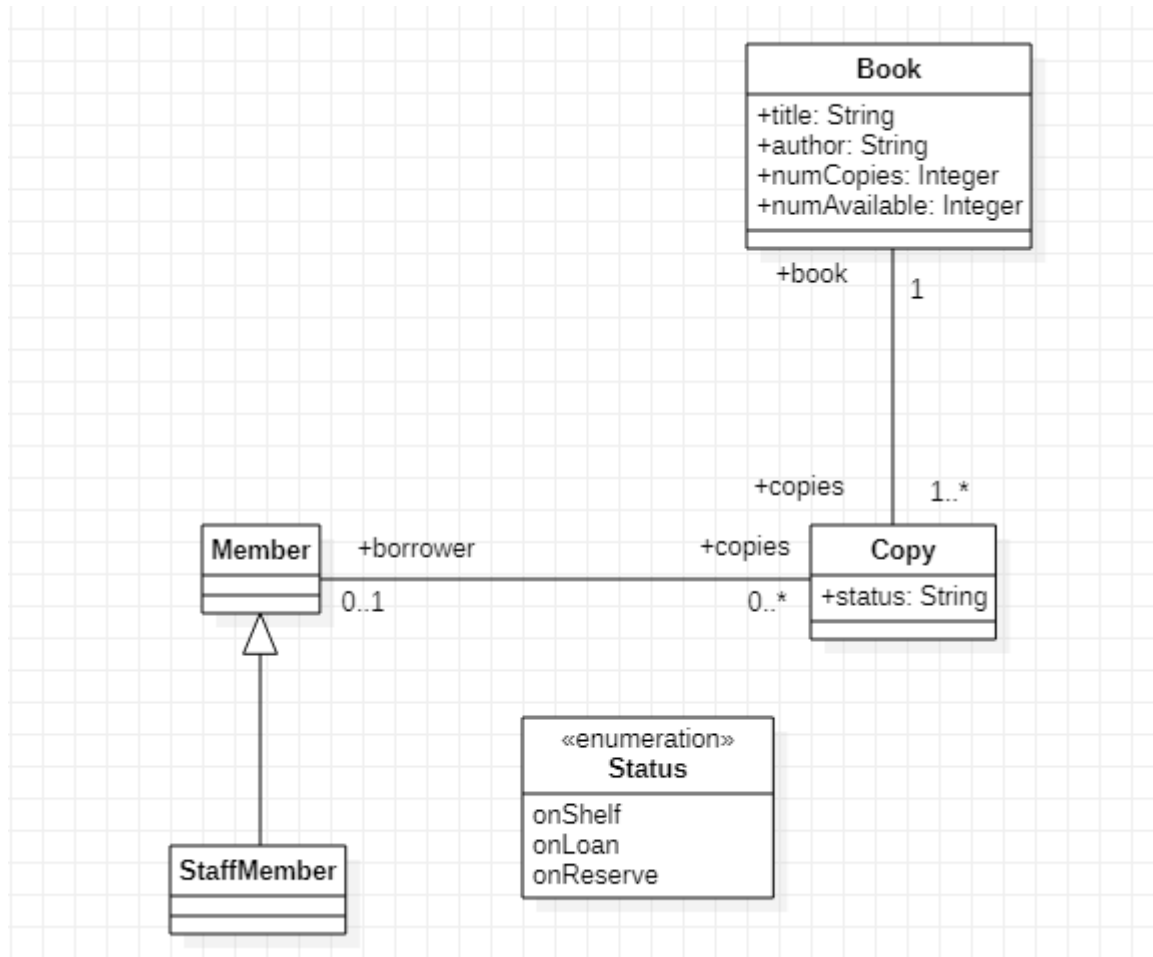 Book
+title: String
+author: String
+numCopies: Integer
+numAvailable: Integer
+book
1
+copies
1..*
Member
+borrower
+copies
Copy
0..1
0..*
+status: String
«enumeration»
Status
onShelf
onLoan
onReserve
StaffMember